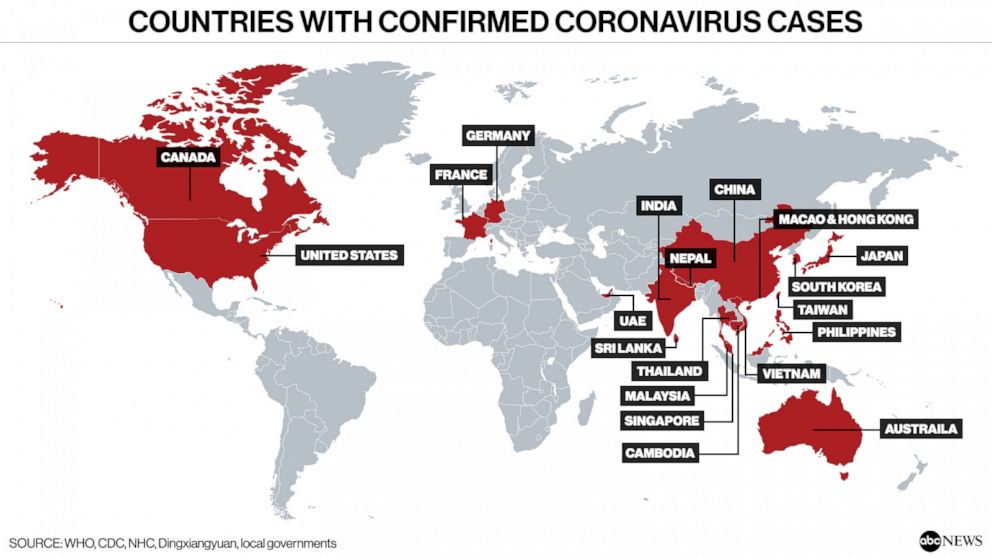 COUNTRIES WITH CONFIRMED CORONAVIRUS CASES
GERMANY
CANADA
FRANCE
CHINA
INDIA
MACAO & HONG KONG
UNITED STATES
NEPAL
JAPAN
SOUTH KOREA
TAIWAN
UAE
PHILIPPINES
SRI LANKA
THAILAND
VIETNAM
MALAYSIA
SINGAPORE
AUSTRAILA
CAMBODIA
SOURCE: WHO, CDC, NHC, Dingxiangyuan, local governments
abc NEWS